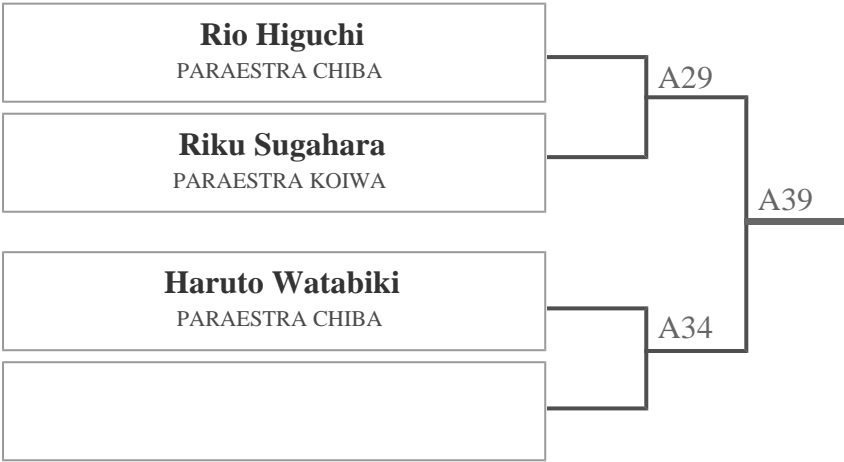 Rio Higuchi
PARAESTRA CHIBA
A29
Riku Sugahara
PARAESTRA KOIWA
A39
Haruto Watabiki
PARAESTRA CHIBA
A34